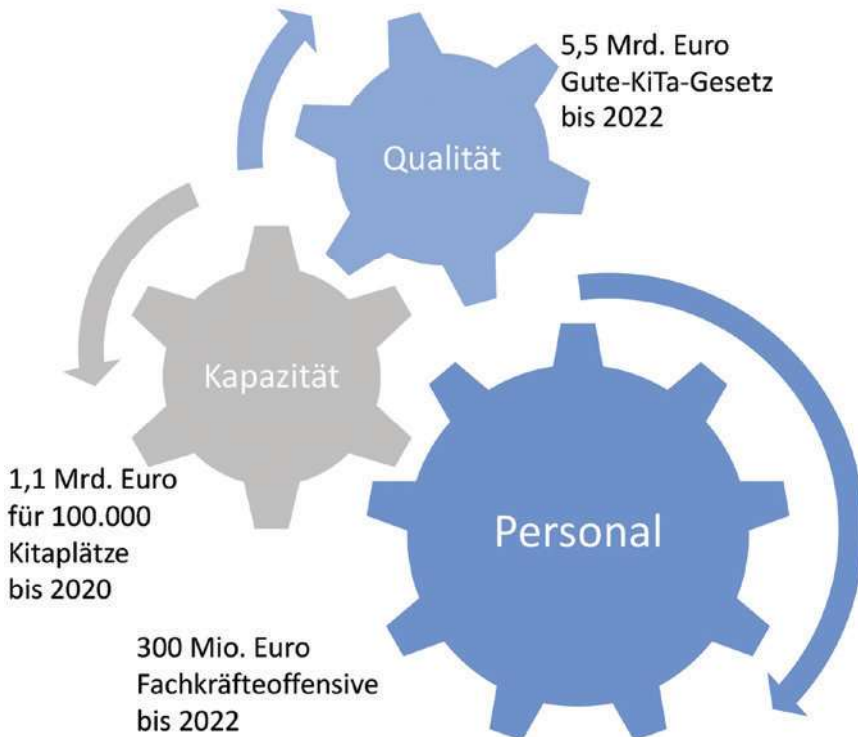 5,5 Mrd. Euro
Gute-KiTa-Gesetz
bis 2022
Qualität
Kapazität
1,1 Mrd. Euro
für 100.000
Kitaplätze
bis 2020
Personal
300 Mio. Euro
Fachkräfteoffensive
bis 2022